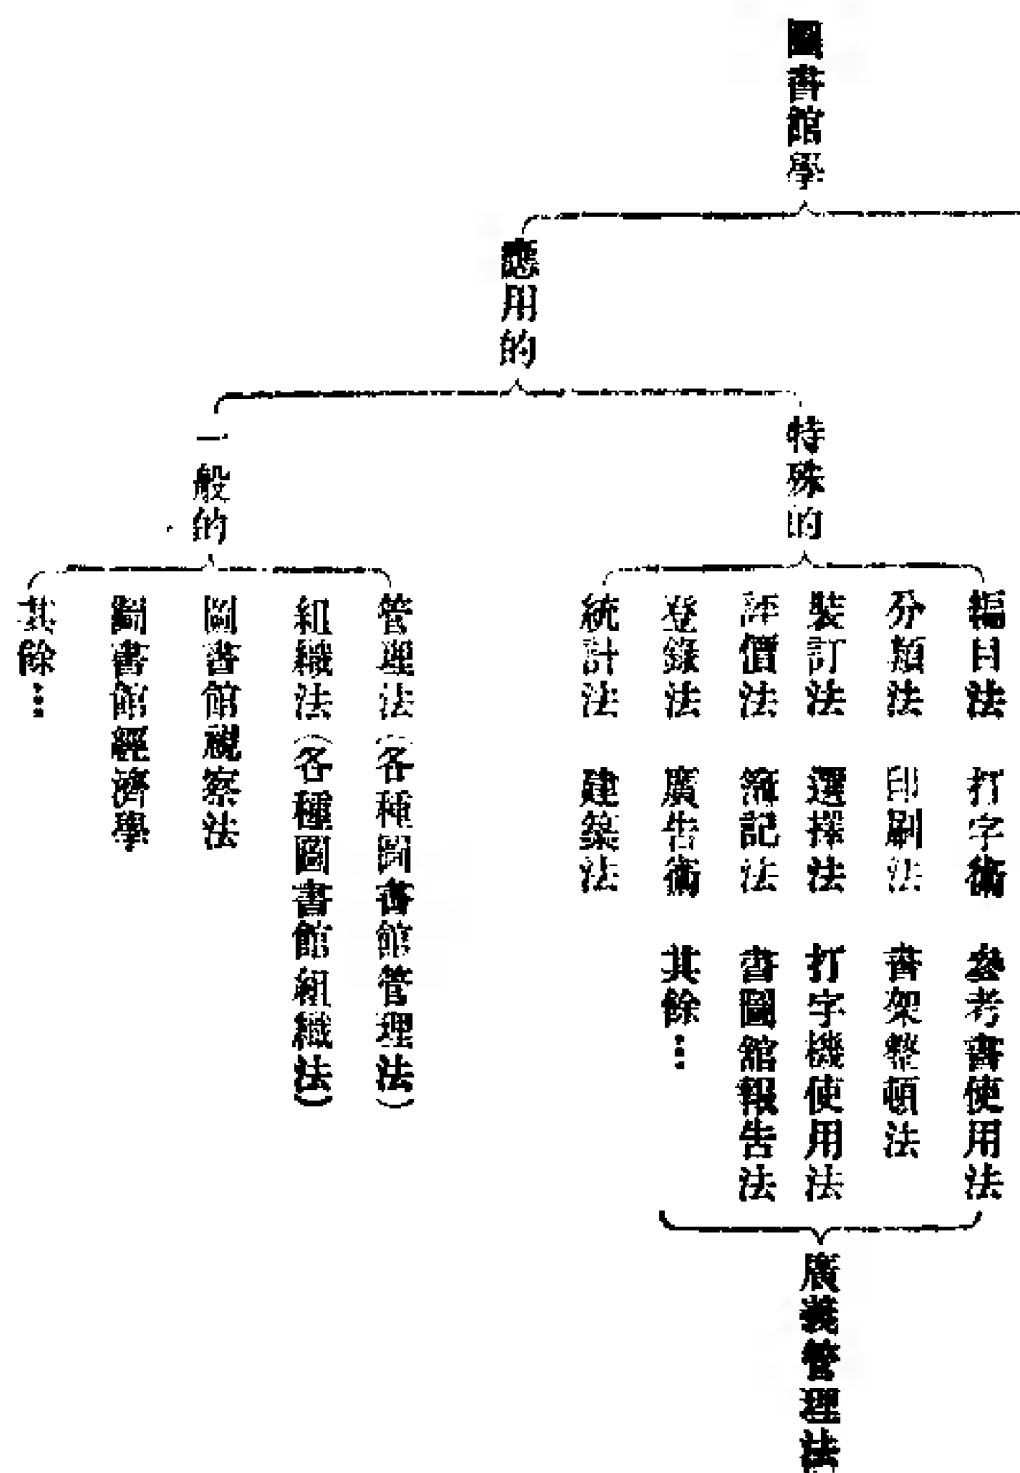 圖書館學
應用的
特殊的
編目法 打字術 參考書使用法
分類法 印刷法 書架整頓法
裝訂法 選擇法 打字機使用法
評價法 簿記法 書圖館報告法
登錄法 廣告術 其餘…
統計法 建築法
廣義管理法
一般的
管理法(各種圖書館管理法)
組織法(各種圖書館組織法)
圖書館視察法
圖書館經濟學
其餘…